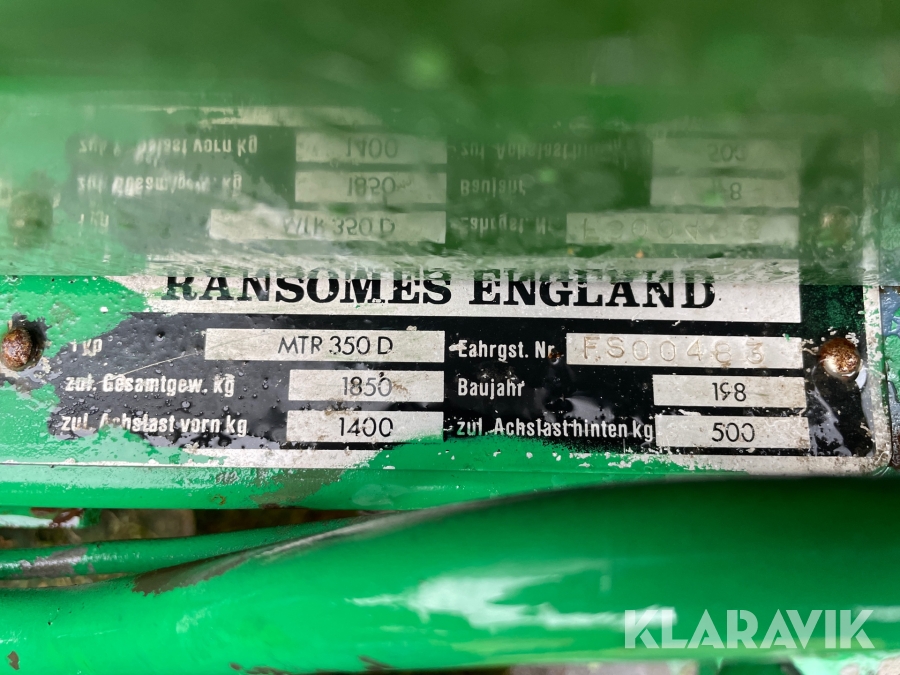 RANSOMES ENGLAND
Typ MTR 350 D Fahrgst. Nr FS00483
zul. Gesamtgew. kg 1850 Baujahr 198
zul. Achslast vorn kg 1400 zul. Achslast hinten kg 500
KLARAVIK